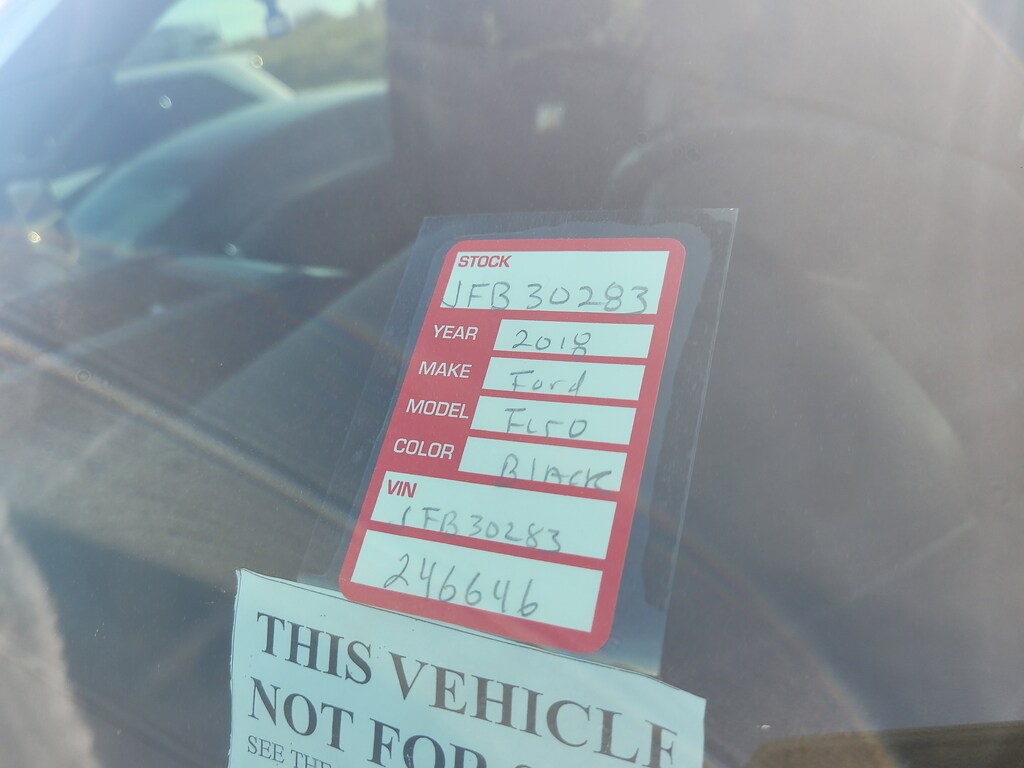 STOCK
JFB30283
YEAR 2018
MAKE Ford
MODEL F150
COLOR Black
VIN
JFB30283
246646
THIS VEHICLE
NOT FOR
SEE THE